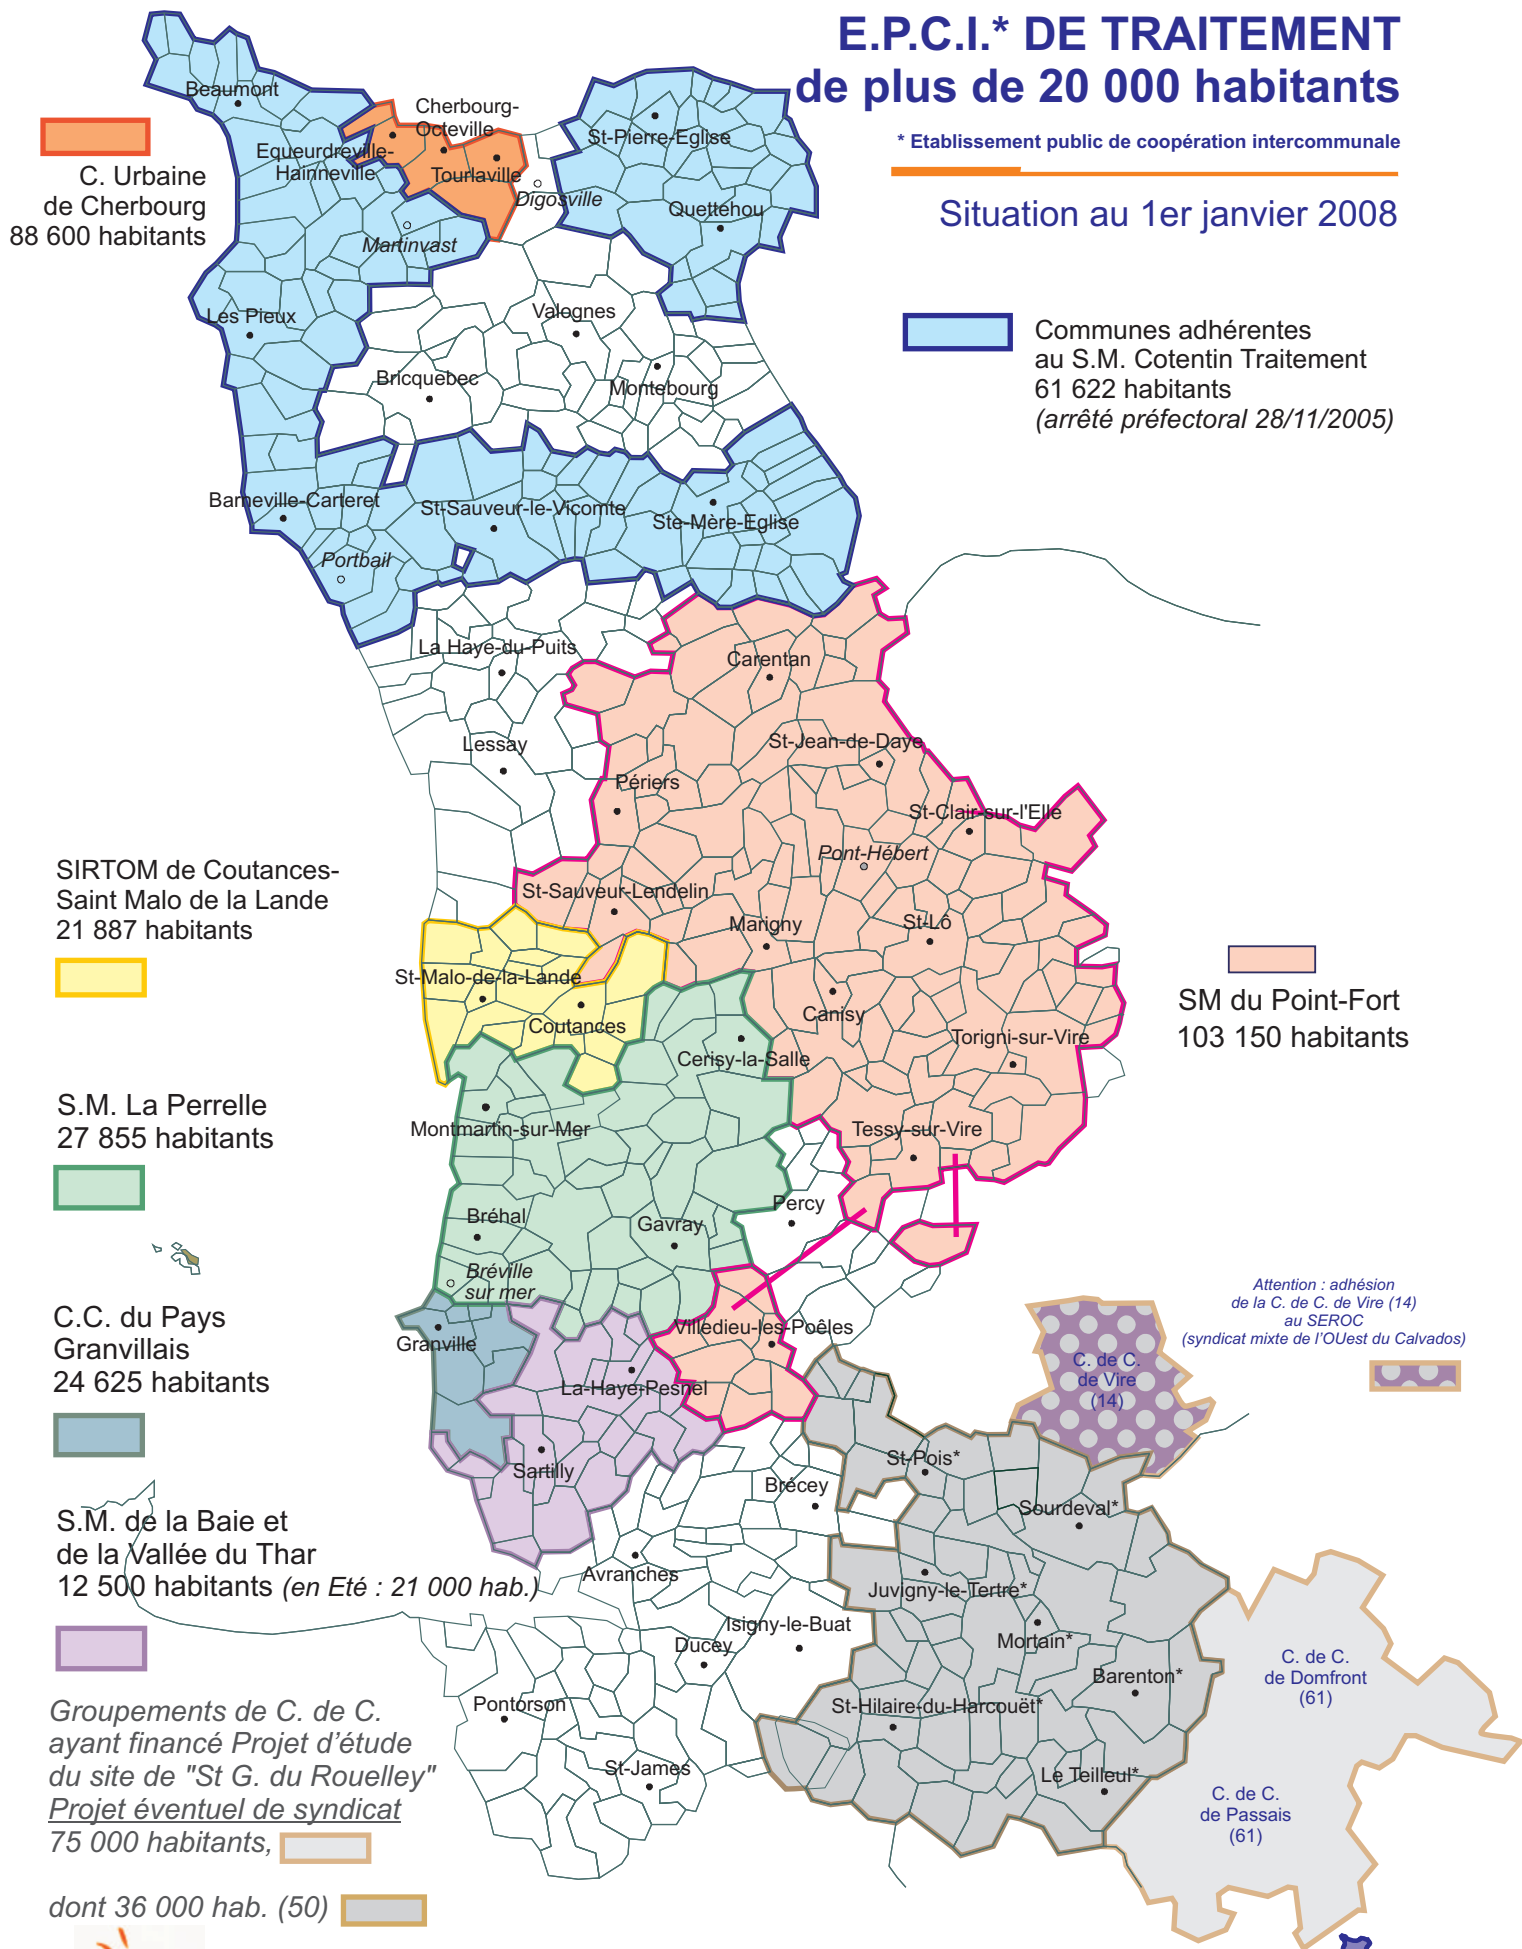 E.P.C.I.* DE TRAITEMENT
de plus de 20 000 habitants
* Etablissement public de coopération intercommunale
Situation au 1er janvier 2008
C. Urbaine
de Cherbourg
88 600 habitants
Communes adhérentes
au S.M. Cotentin Traitement
61 622 habitants
(arrêté préfectoral 28/11/2005)
Beaumont
Cherbourg-
Octeville
Equeurdreville-
Hainneville
Tourlaville
Digosville
Martinvast
St-Pierre-Eglise
Quettehou
Les Pieux
Valognes
Bricquebec
Montebourg
Barneville-Carteret
St-Sauveur-le-Vicomte
Ste-Mère-Eglise
Portbail
La Haye-du-Puits
Carentan
Lessay
St-Jean-de-Daye
Périers
St-Clair-sur-l'Elle
Pont-Hébert
SIRTOM de Coutances-
Saint Malo de la Lande
21 887 habitants
St-Sauveur-Lendelin
Marigny
St-Lô
St-Malo-de-la-Lande
Coutances
Canisy
Cerisy-la-Salle
Torigni-sur-Vire
SM du Point-Fort
103 150 habitants
S.M. La Perrelle
27 855 habitants
Montmartin-sur-Mer
Tessy-sur-Vire
Percy
Bréhal
Gavray
Bréville
sur mer
C.C. du Pays
Granvillais
24 625 habitants
Granville
Villedieu-les-Poêles
La-Haye-Pesnel
Attention : adhésion
de la C. de C. de Vire (14)
au SEROC
(syndicat mixte de l'OUest du Calvados)
C. de C.
de Vire
(14)
Sartilly
St-Pois*
Brécey
Sourdeval*
S.M. de la Baie et
de la Vallée du Thar
12 500 habitants (en Eté : 21 000 hab.)
Avranches
Juvigny-le-Tertre*
Isigny-le-Buat
Ducey
Mortain*
Barenton*
C. de C.
de Domfront
(61)
Pontorson
St-Hilaire-du-Harcouët*
St-James
Le Teilleul*
C. de C.
de Passais
(61)
Groupements de C. de C.
ayant financé Projet d'étude
du site de "St G. du Rouelley"
Projet éventuel de syndicat
75 000 habitants,
dont 36 000 hab. (50)